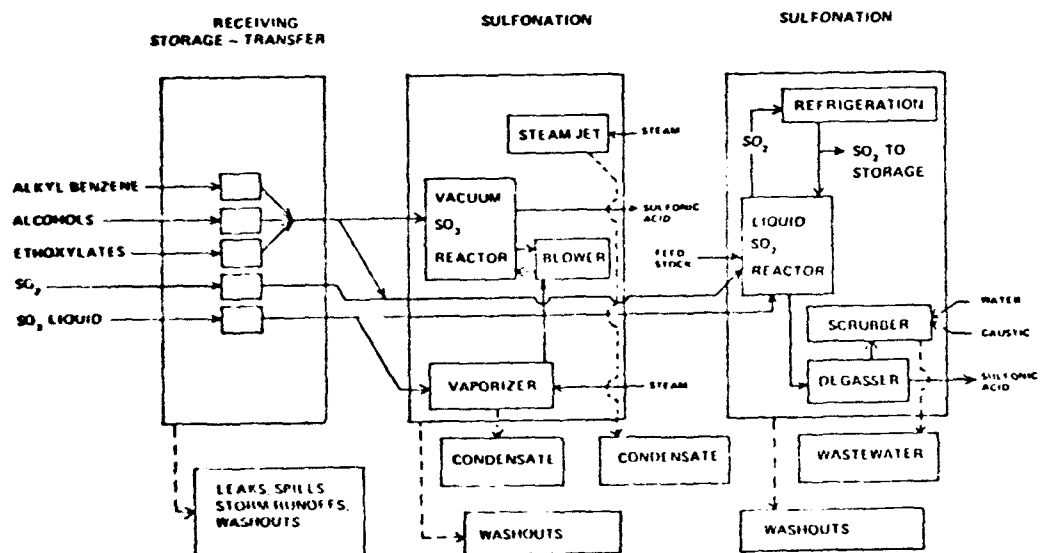 RECEIVING
STORAGE – TRANSFER
SULFONATION
SULFONATION
REFRIGERATION
STEAM JET
STEAM
SO₂
SO₂ TO
STORAGE
ALKYL BENZENE
ALCOHOLS
ETHOXYLATES
SO₂
SO₃ LIQUID
VACUUM
SO₃
REACTOR
SULFONIC
ACID
BLOWER
FEED
STOCK
LIQUID
SO₂
REACTOR
WATER
SCRUBBER
CAUSTIC
VAPORIZER
STEAM
DEGASSER
SULFONIC
ACID
CONDENSATE
CONDENSATE
WASTEWATER
LEAKS, SPILLS
STORM RUNOFFS,
WASHOUTS
WASHOUTS
WASHOUTS